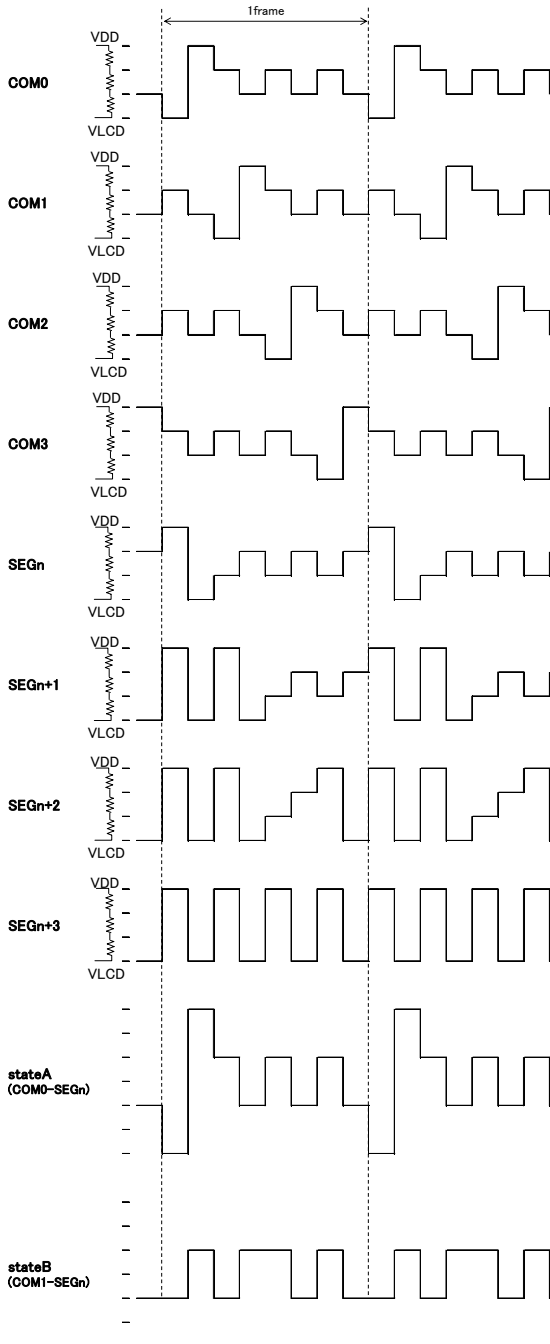 1frame
VDD
COM0
VLCD
VDD
COM1
VLCD
VDD
COM2
VLCD
VDD
COM3
VLCD
VDD
SEGn
VLCD
VDD
SEGn+1
VLCD
VDD
SEGn+2
VLCD
VDD
SEGn+3
VLCD
stateA
(COM0-SEGn)
stateB
(COM1-SEGn)